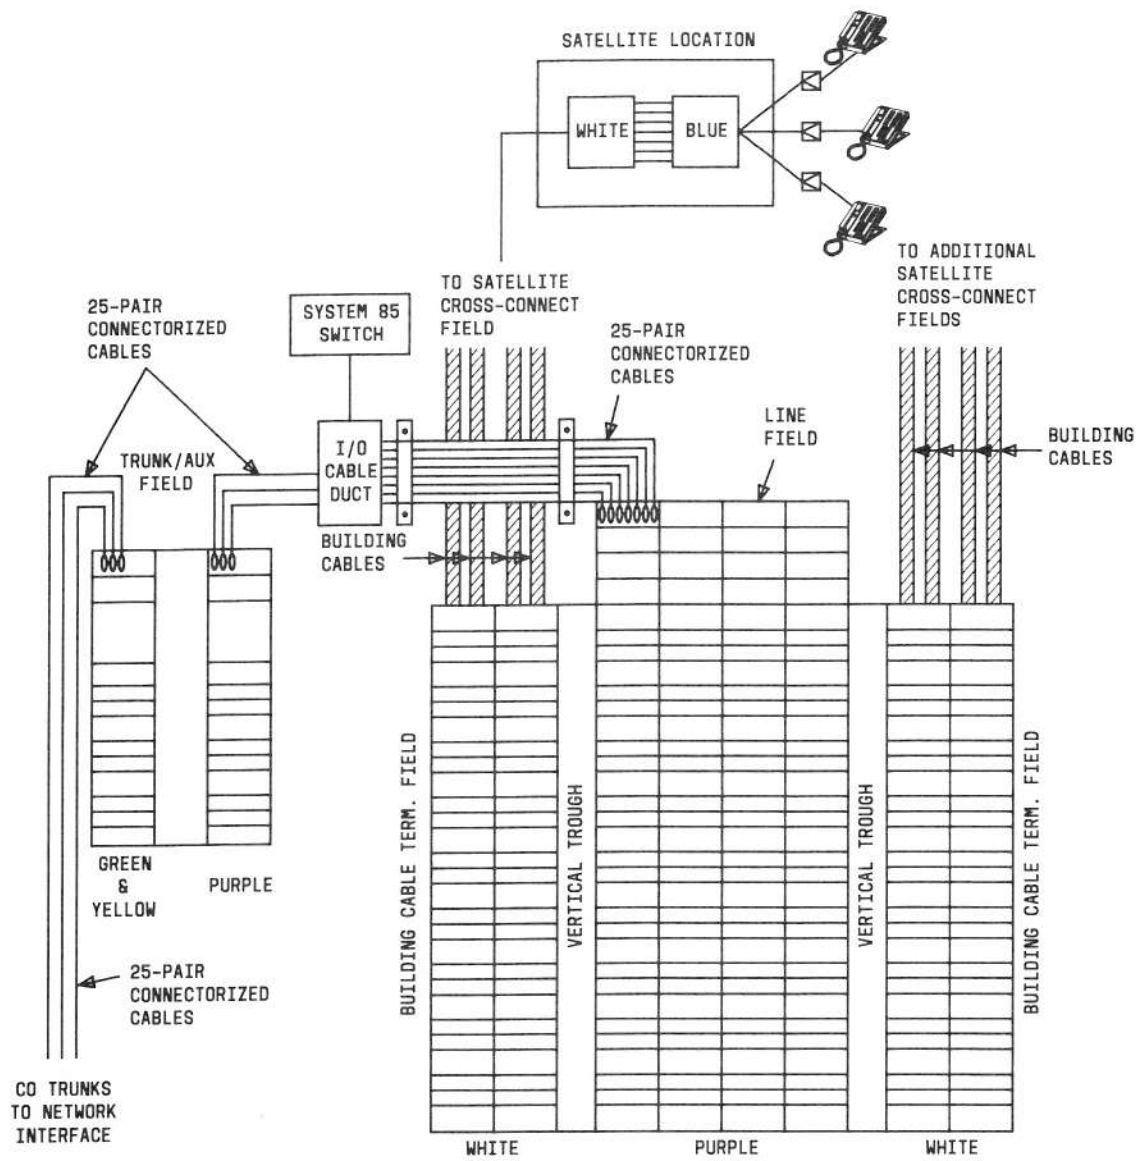 SATELLITE LOCATION
WHITE
BLUE
TO SATELLITE
CROSS-CONNECT
FIELD
TO ADDITIONAL
SATELLITE
CROSS-CONNECT
FIELDS
25-PAIR
CONNECTORIZED
CABLES
SYSTEM 85
SWITCH
25-PAIR
CONNECTORIZED
CABLES
LINE
FIELD
BUILDING
CABLES
TRUNK/AUX
FIELD
I/O
CABLE
DUCT
BUILDING
CABLES
GREEN
&
YELLOW
PURPLE
BUILDING CABLE TERM. FIELD
VERTICAL TROUGH
VERTICAL TROUGH
BUILDING CABLE TERM. FIELD
25-PAIR
CONNECTORIZED
CABLES
CO TRUNKS
TO NETWORK
INTERFACE
WHITE
PURPLE
WHITE